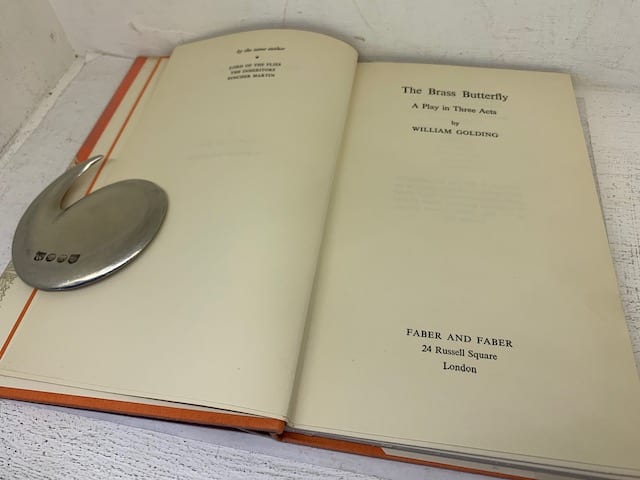 by the same author
LORD OF THE FLIES
THE INHERITORS
PINCHER MARTIN
The Brass Butterfly
A Play in Three Acts
by
WILLIAM GOLDING
FABER AND FABER
24 Russell Square
London